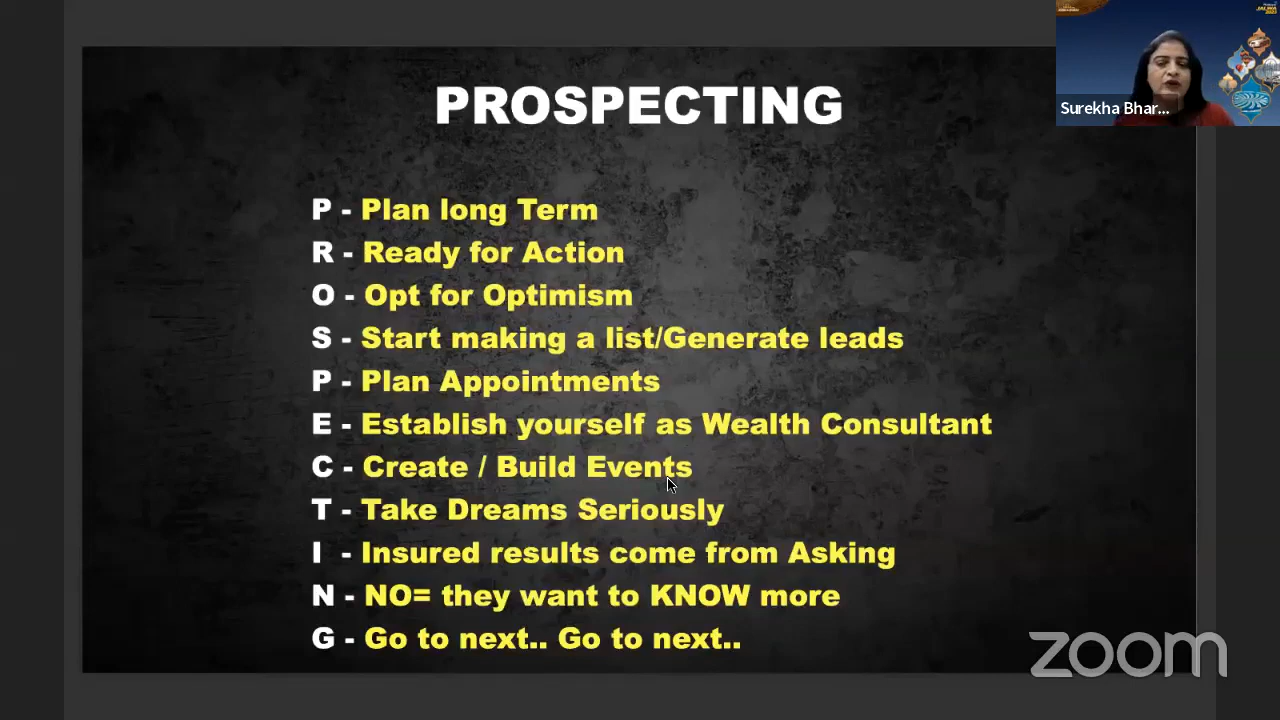 PROSPECTING
P - Plan long Term
R - Ready for Action
O - Opt for Optimism
S - Start making a list/Generate leads
P - Plan Appointments
E - Establish yourself as Wealth Consultant
C - Create / Build Events
T - Take Dreams Seriously
I - Insured results come from Asking
N - NO= they want to KNOW more
G - Go to next.. Go to next..
Surekha Bhar...
zoom